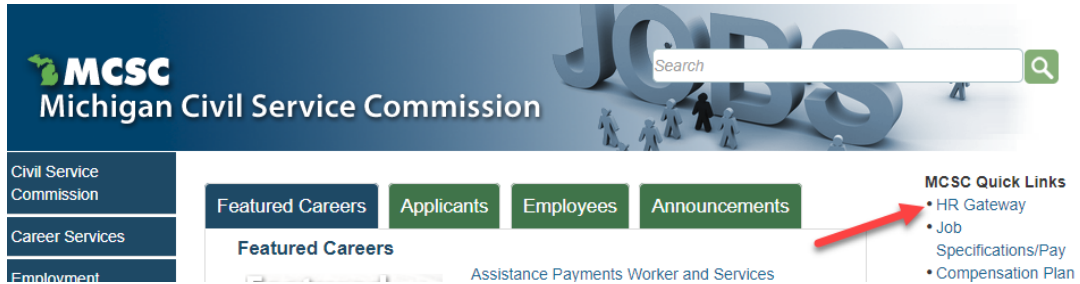 JOBS
MCSC
Michigan Civil Service Commission
Search
Civil Service
Commission
Career Services
Employment
Featured Careers
Applicants
Employees
Announcements
Featured Careers
Assistance Payments Worker and Services
MCSC Quick Links
• HR Gateway
• Job
Specifications/Pay
• Compensation Plan